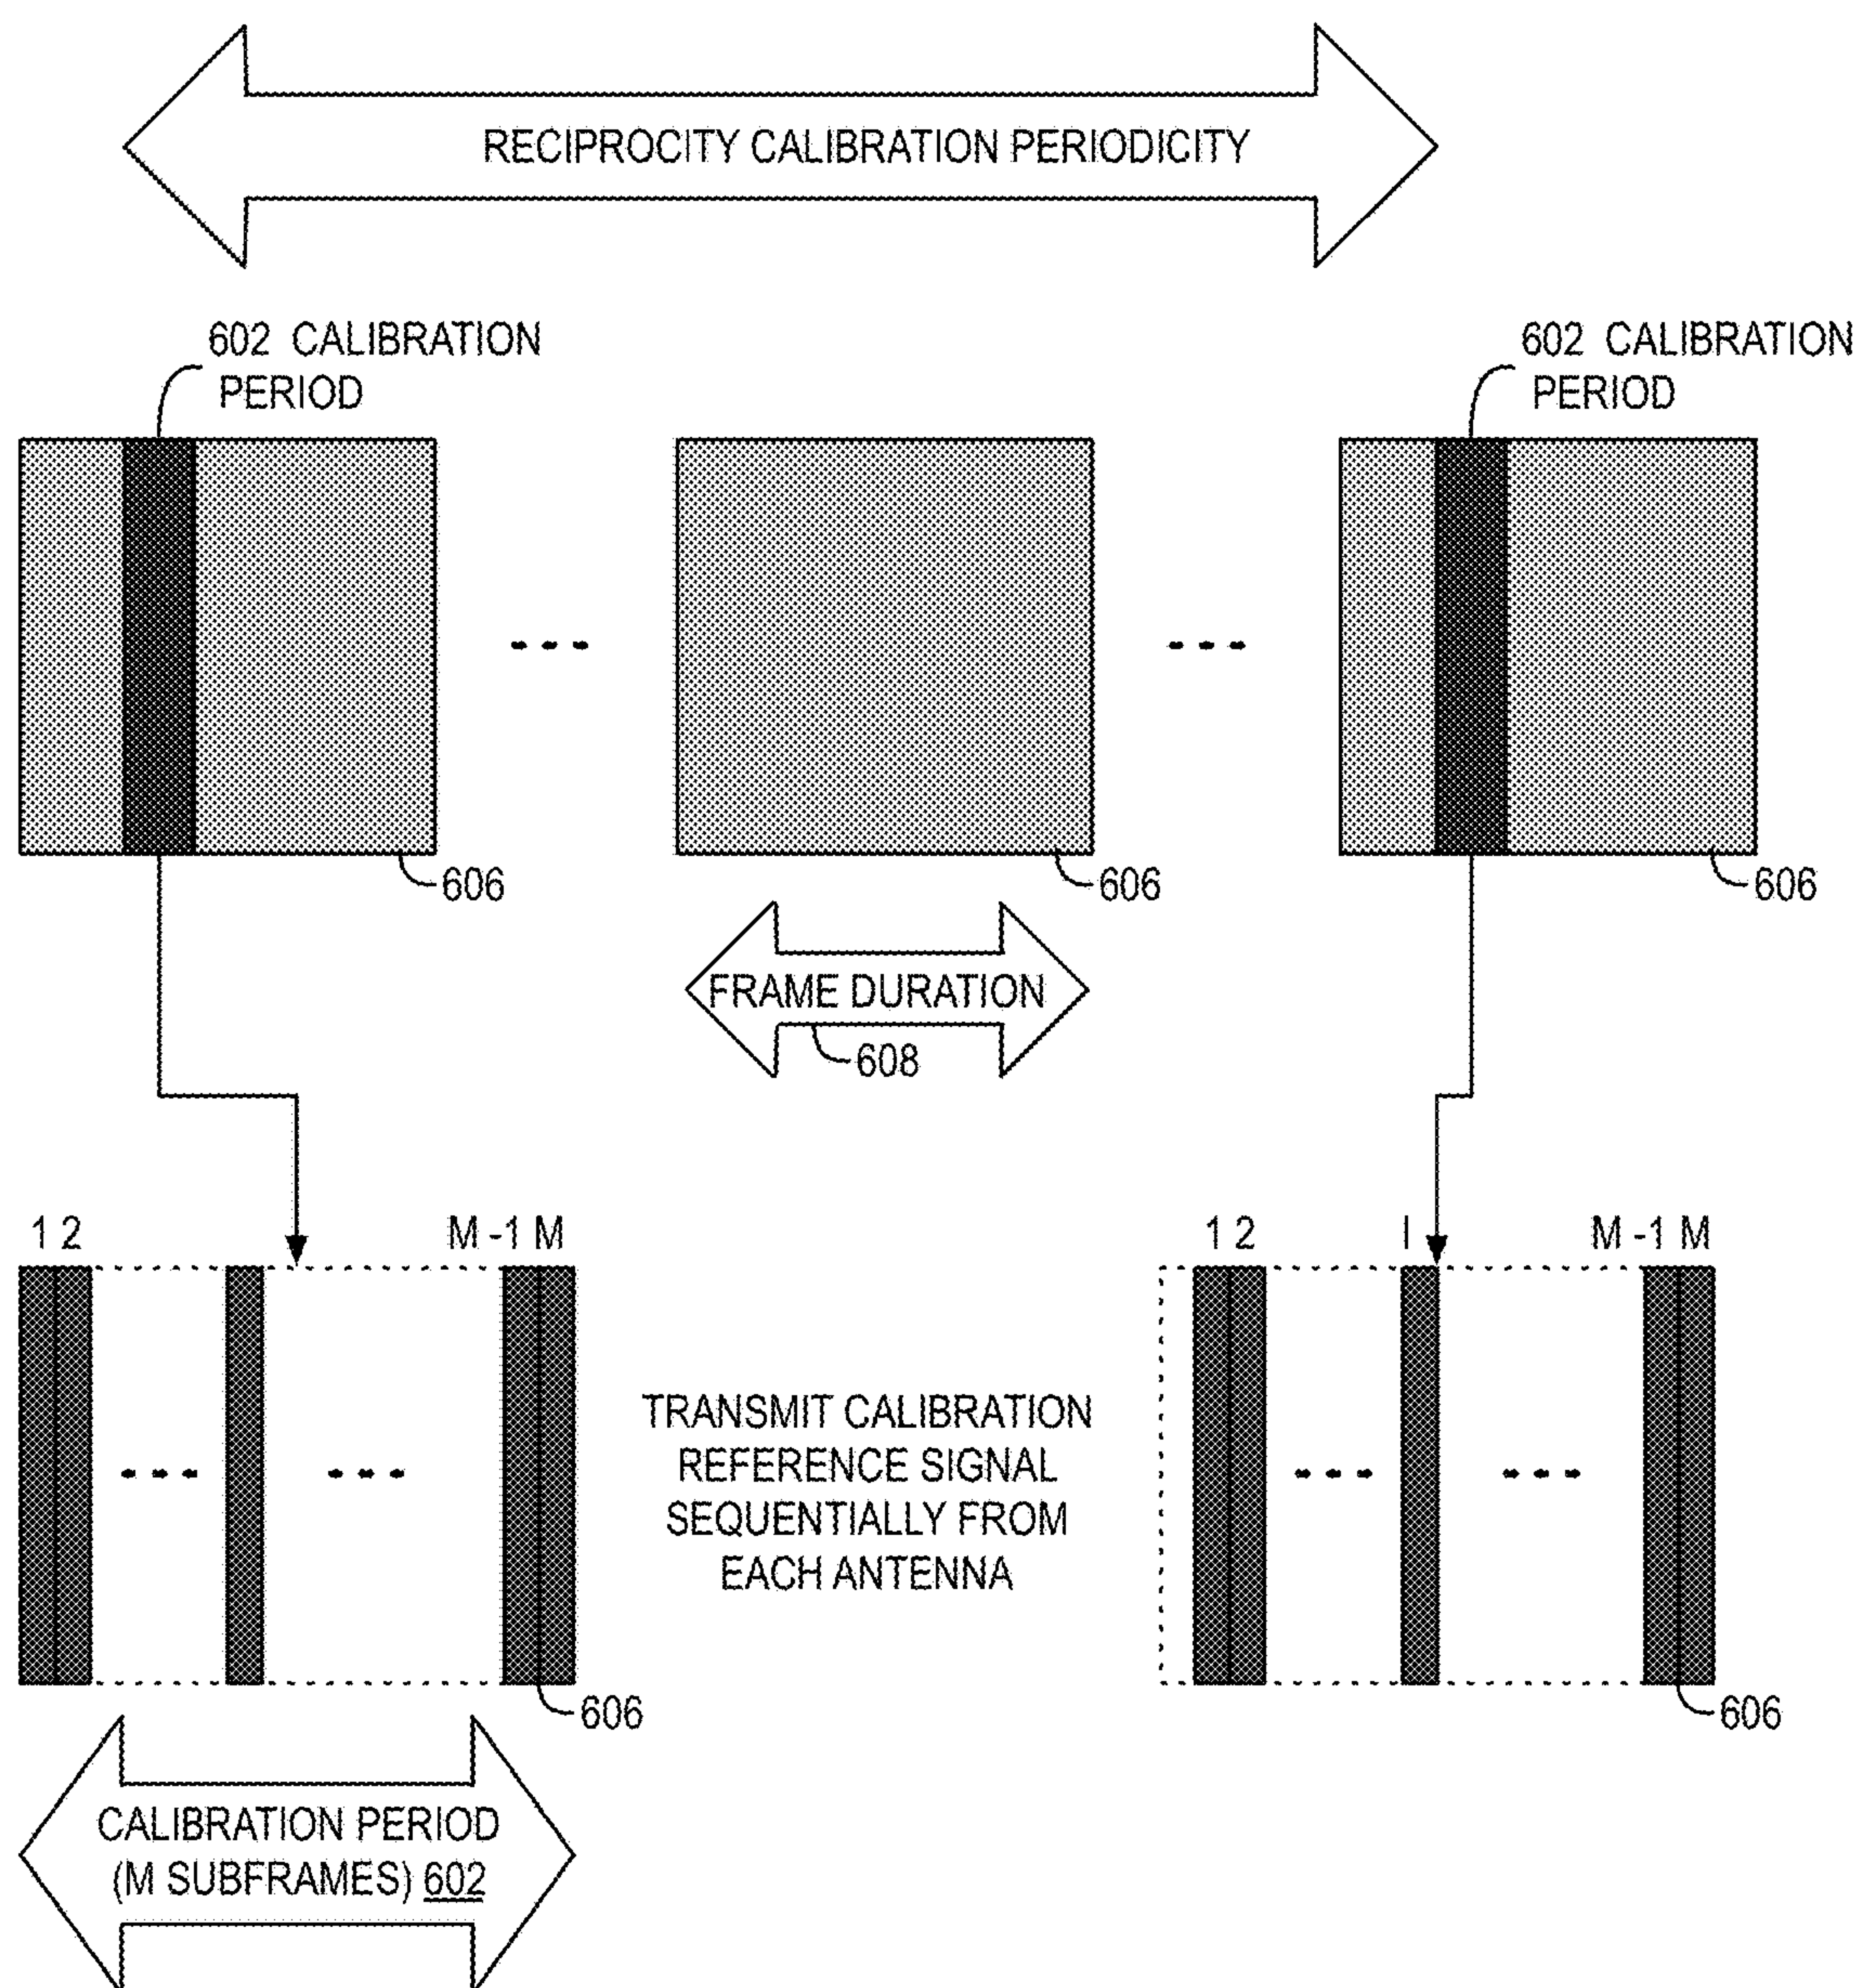 RECIPROCITY CALIBRATION PERIODICITY
602 CALIBRATION
PERIOD
602 CALIBRATION
PERIOD
606
606
606
FRAME DURATION
608
1 2
M -1 M
1 2
I
M -1 M
TRANSMIT CALIBRATION
REFERENCE SIGNAL
SEQUENTIALLY FROM
EACH ANTENNA
606
606
CALIBRATION PERIOD
(M SUBFRAMES) 602